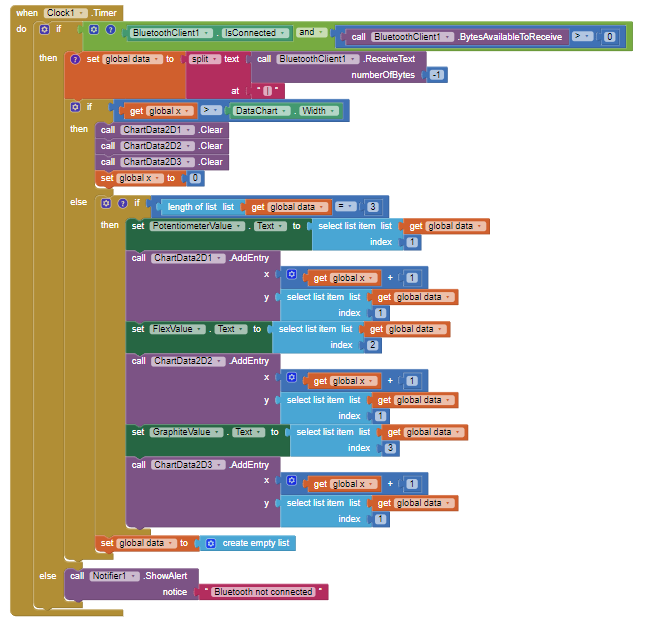 when Clock1 .Timer
do if BluetoothClient1 . IsConnected and call BluetoothClient1 .BytesAvailableToReceive > 0
then set global data to split text call BluetoothClient1 .ReceiveText
numberOfBytes -1
at " | "
if get global x > DataChart . Width
then call ChartData2D1 .Clear
call ChartData2D2 .Clear
call ChartData2D3 .Clear
set global x to 0
else if length of list list get global data = 3
then set PotentiometerValue . Text to select list item list get global data
index 1
call ChartData2D1 .AddEntry
x get global x + 1
y select list item list get global data
index 1
set FlexValue . Text to select list item list get global data
index 2
call ChartData2D2 .AddEntry
x get global x + 1
y select list item list get global data
index 1
set GraphiteValue . Text to select list item list get global data
index 3
call ChartData2D3 .AddEntry
x get global x + 1
y select list item list get global data
index 1
set global data to create empty list
else call Notifier1 .ShowAlert
notice " Bluetooth not connected "